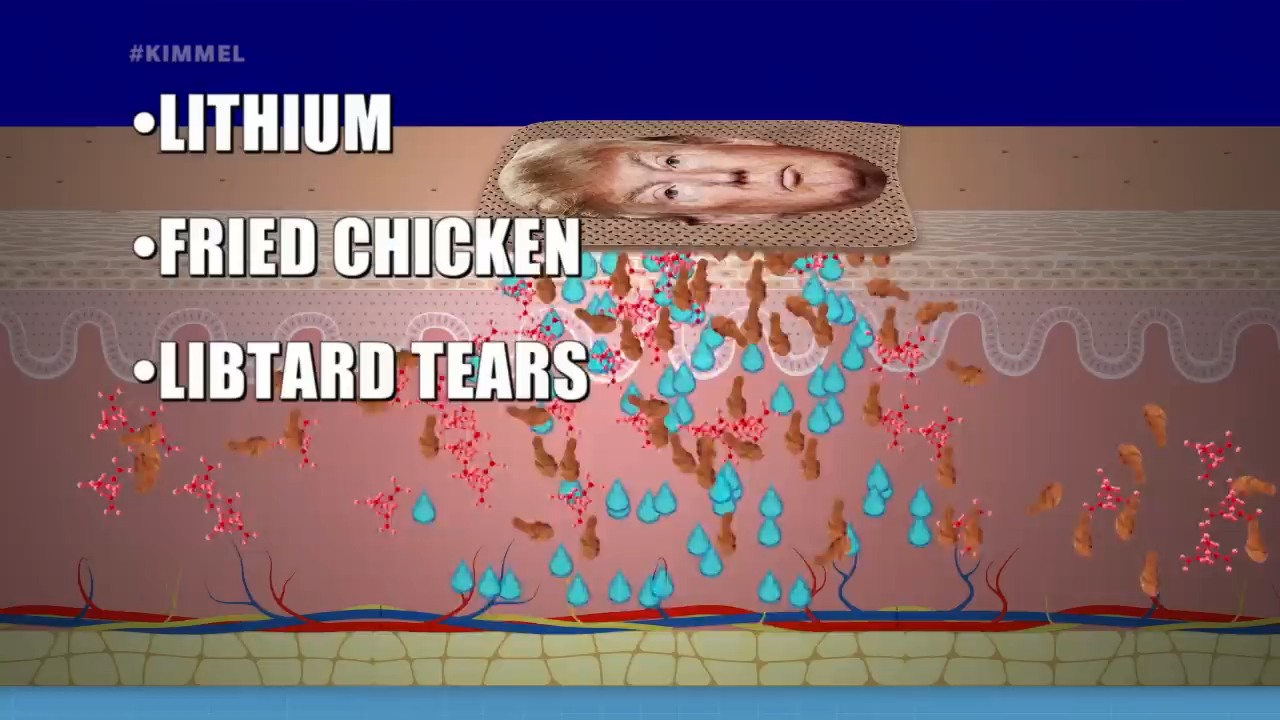 #KIMMEL
•LITHIUM
•FRIED CHICKEN
•LIBTARD TEARS